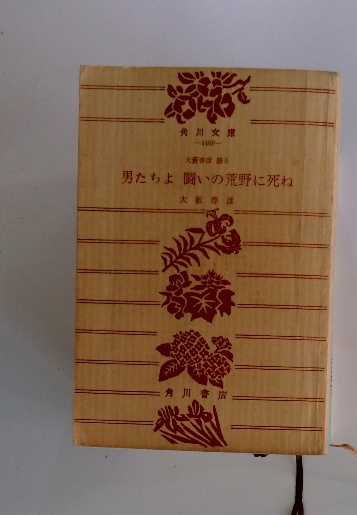 角川文庫
—4460—
大藪春彦 語る
男たちよ 闘いの荒野に死ね
大藪春彦
角川書店